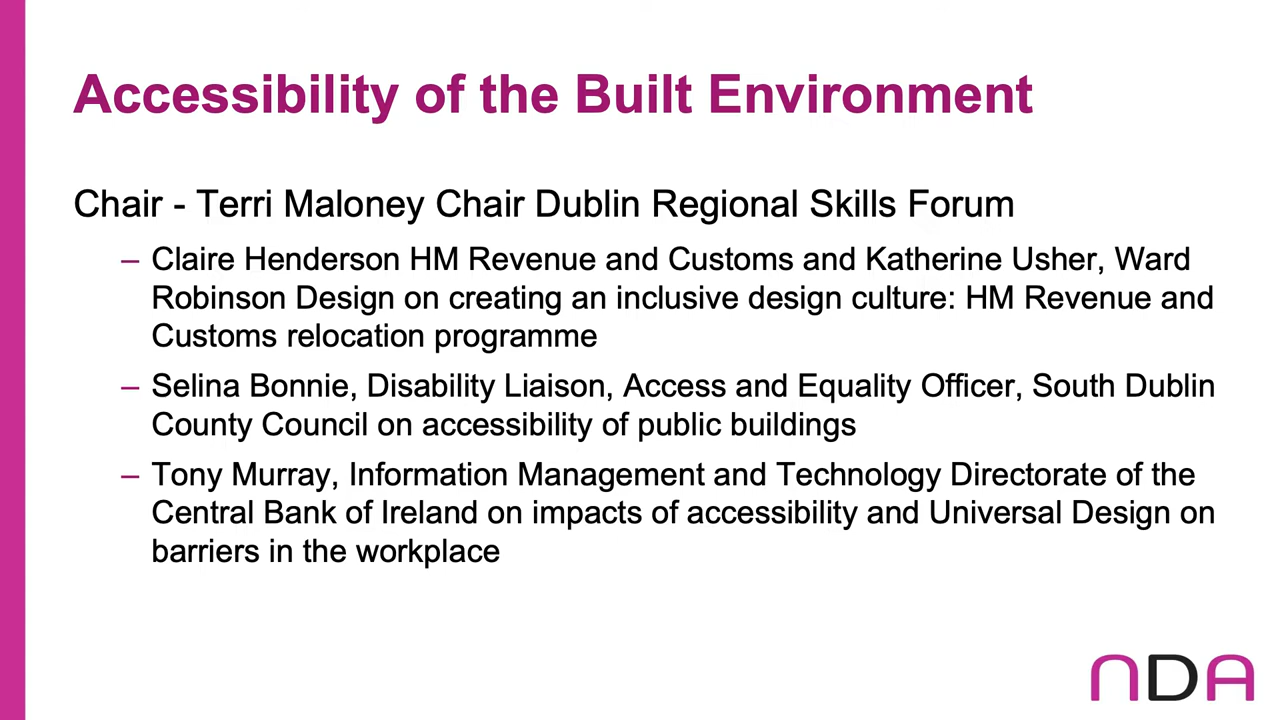 Accessibility of the Built Environment
Chair - Terri Maloney Chair Dublin Regional Skills Forum
– Claire Henderson HM Revenue and Customs and Katherine Usher, Ward
Robinson Design on creating an inclusive design culture: HM Revenue and
Customs relocation programme
– Selina Bonnie, Disability Liaison, Access and Equality Officer, South Dublin
County Council on accessibility of public buildings
– Tony Murray, Information Management and Technology Directorate of the
Central Bank of Ireland on impacts of accessibility and Universal Design on
barriers in the workplace
NDA